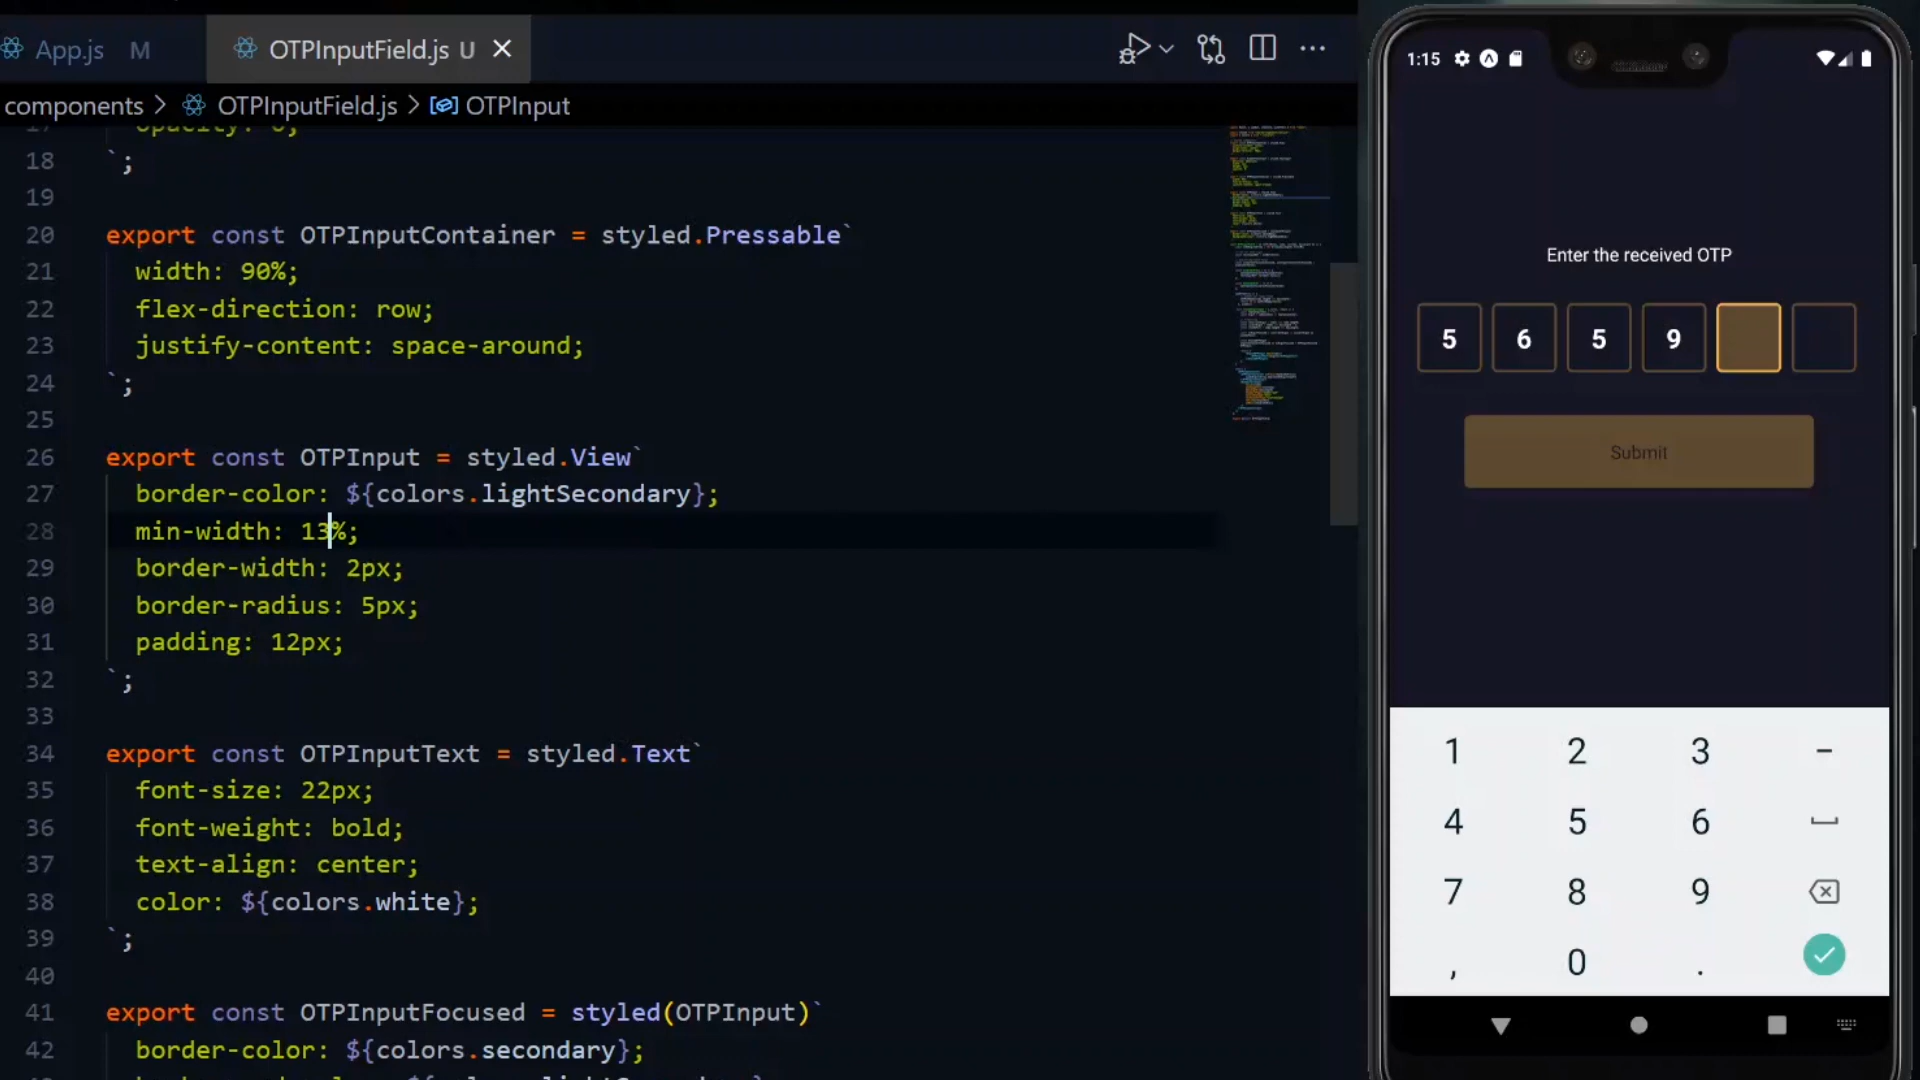 App.js M
OTPInputField.js U
components > OTPInputField.js > OTPInput
17 opacity: 0;
18 `;
19
20 export const OTPInputContainer = styled.Pressable`
21 width: 90%;
22 flex-direction: row;
23 justify-content: space-around;
24 `;
25
26 export const OTPInput = styled.View`
27 border-color: ${colors.lightSecondary};
28 min-width: 13%;
29 border-width: 2px;
30 border-radius: 5px;
31 padding: 12px;
32 `;
33
34 export const OTPInputText = styled.Text`
35 font-size: 22px;
36 font-weight: bold;
37 text-align: center;
38 color: ${colors.white};
39 `;
40
41 export const OTPInputFocused = styled(OTPInput)`
42 border-color: ${colors.secondary};
1:15
Enter the received OTP
5 6 5 9
Submit
1 2 3 -
4 5 6
7 8 9
, 0 .